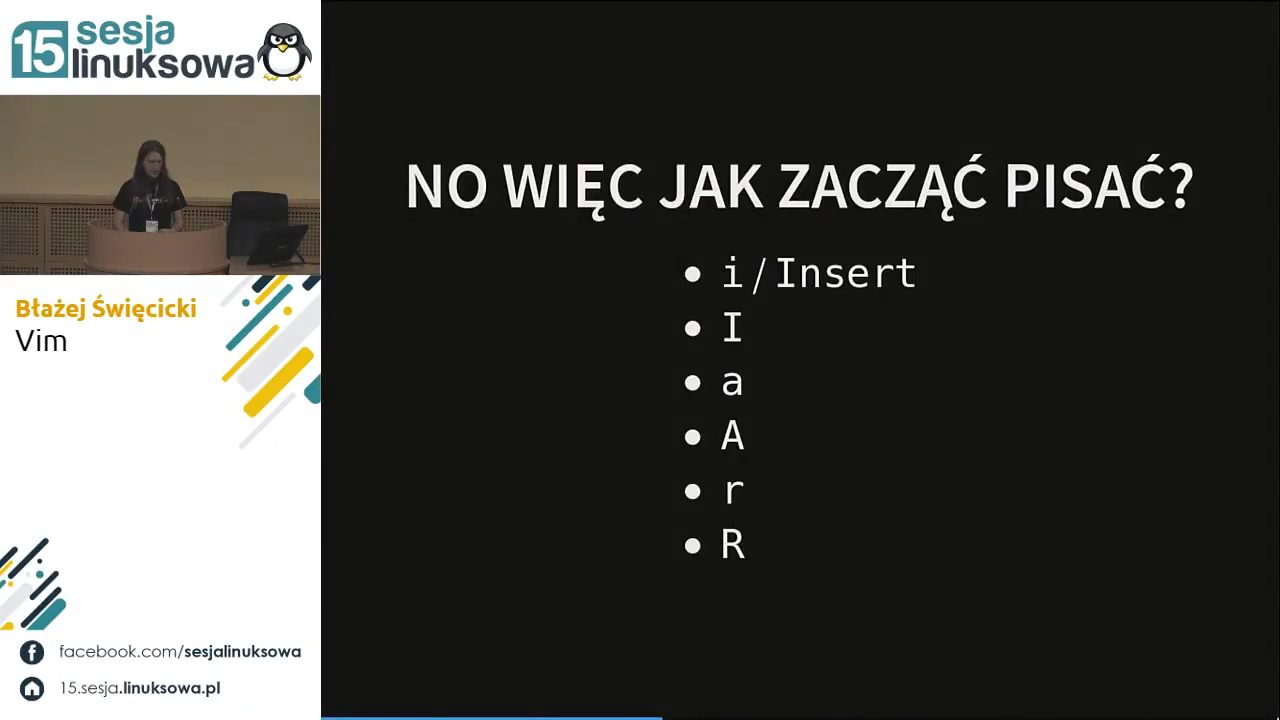 15 sesja
linuksowa
Błażej Święcicki
Vim
facebook.com/sesjalinuksowa
15.sesja.linuksowa.pl
NO WIĘC JAK ZACZĄĆ PISAĆ?
i/Insert
I
a
A
r
R